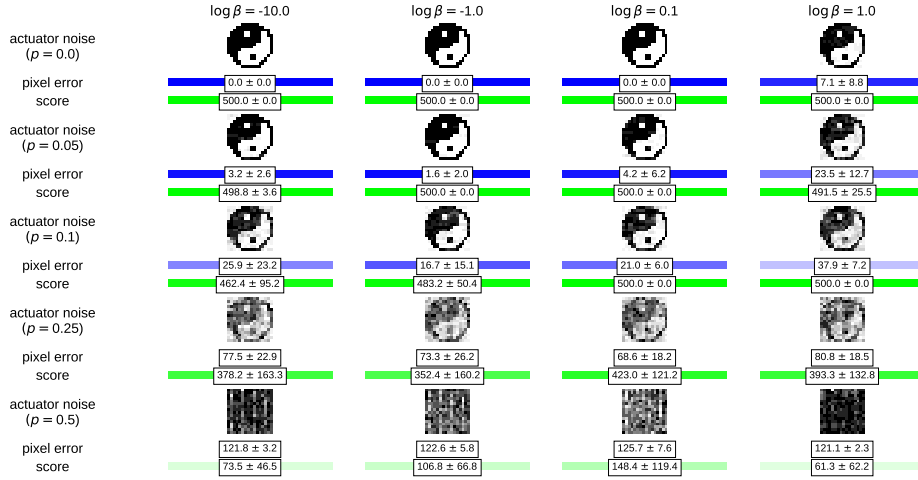 log β = -10.0 log β = -1.0 log β = 0.1 log β = 1.0
actuator noise
(p = 0.0)
pixel error 0.0 ± 0.0 0.0 ± 0.0 0.0 ± 0.0 7.1 ± 8.8
score 500.0 ± 0.0 500.0 ± 0.0 500.0 ± 0.0 500.0 ± 0.0
actuator noise
(p = 0.05)
pixel error 3.2 ± 2.6 1.6 ± 2.0 4.2 ± 6.2 23.5 ± 12.7
score 498.8 ± 3.6 500.0 ± 0.0 500.0 ± 0.0 491.5 ± 25.5
actuator noise
(p = 0.1)
pixel error 25.9 ± 23.2 16.7 ± 15.1 21.0 ± 6.0 37.9 ± 7.2
score 462.4 ± 95.2 483.2 ± 50.4 500.0 ± 0.0 500.0 ± 0.0
actuator noise
(p = 0.25)
pixel error 77.5 ± 22.9 73.3 ± 26.2 68.6 ± 18.2 80.8 ± 18.5
score 378.2 ± 163.3 352.4 ± 160.2 423.0 ± 121.2 393.3 ± 132.8
actuator noise
(p = 0.5)
pixel error 121.8 ± 3.2 122.6 ± 5.8 125.7 ± 7.6 121.1 ± 2.3
score 73.5 ± 46.5 106.8 ± 66.8 148.4 ± 119.4 61.3 ± 62.2